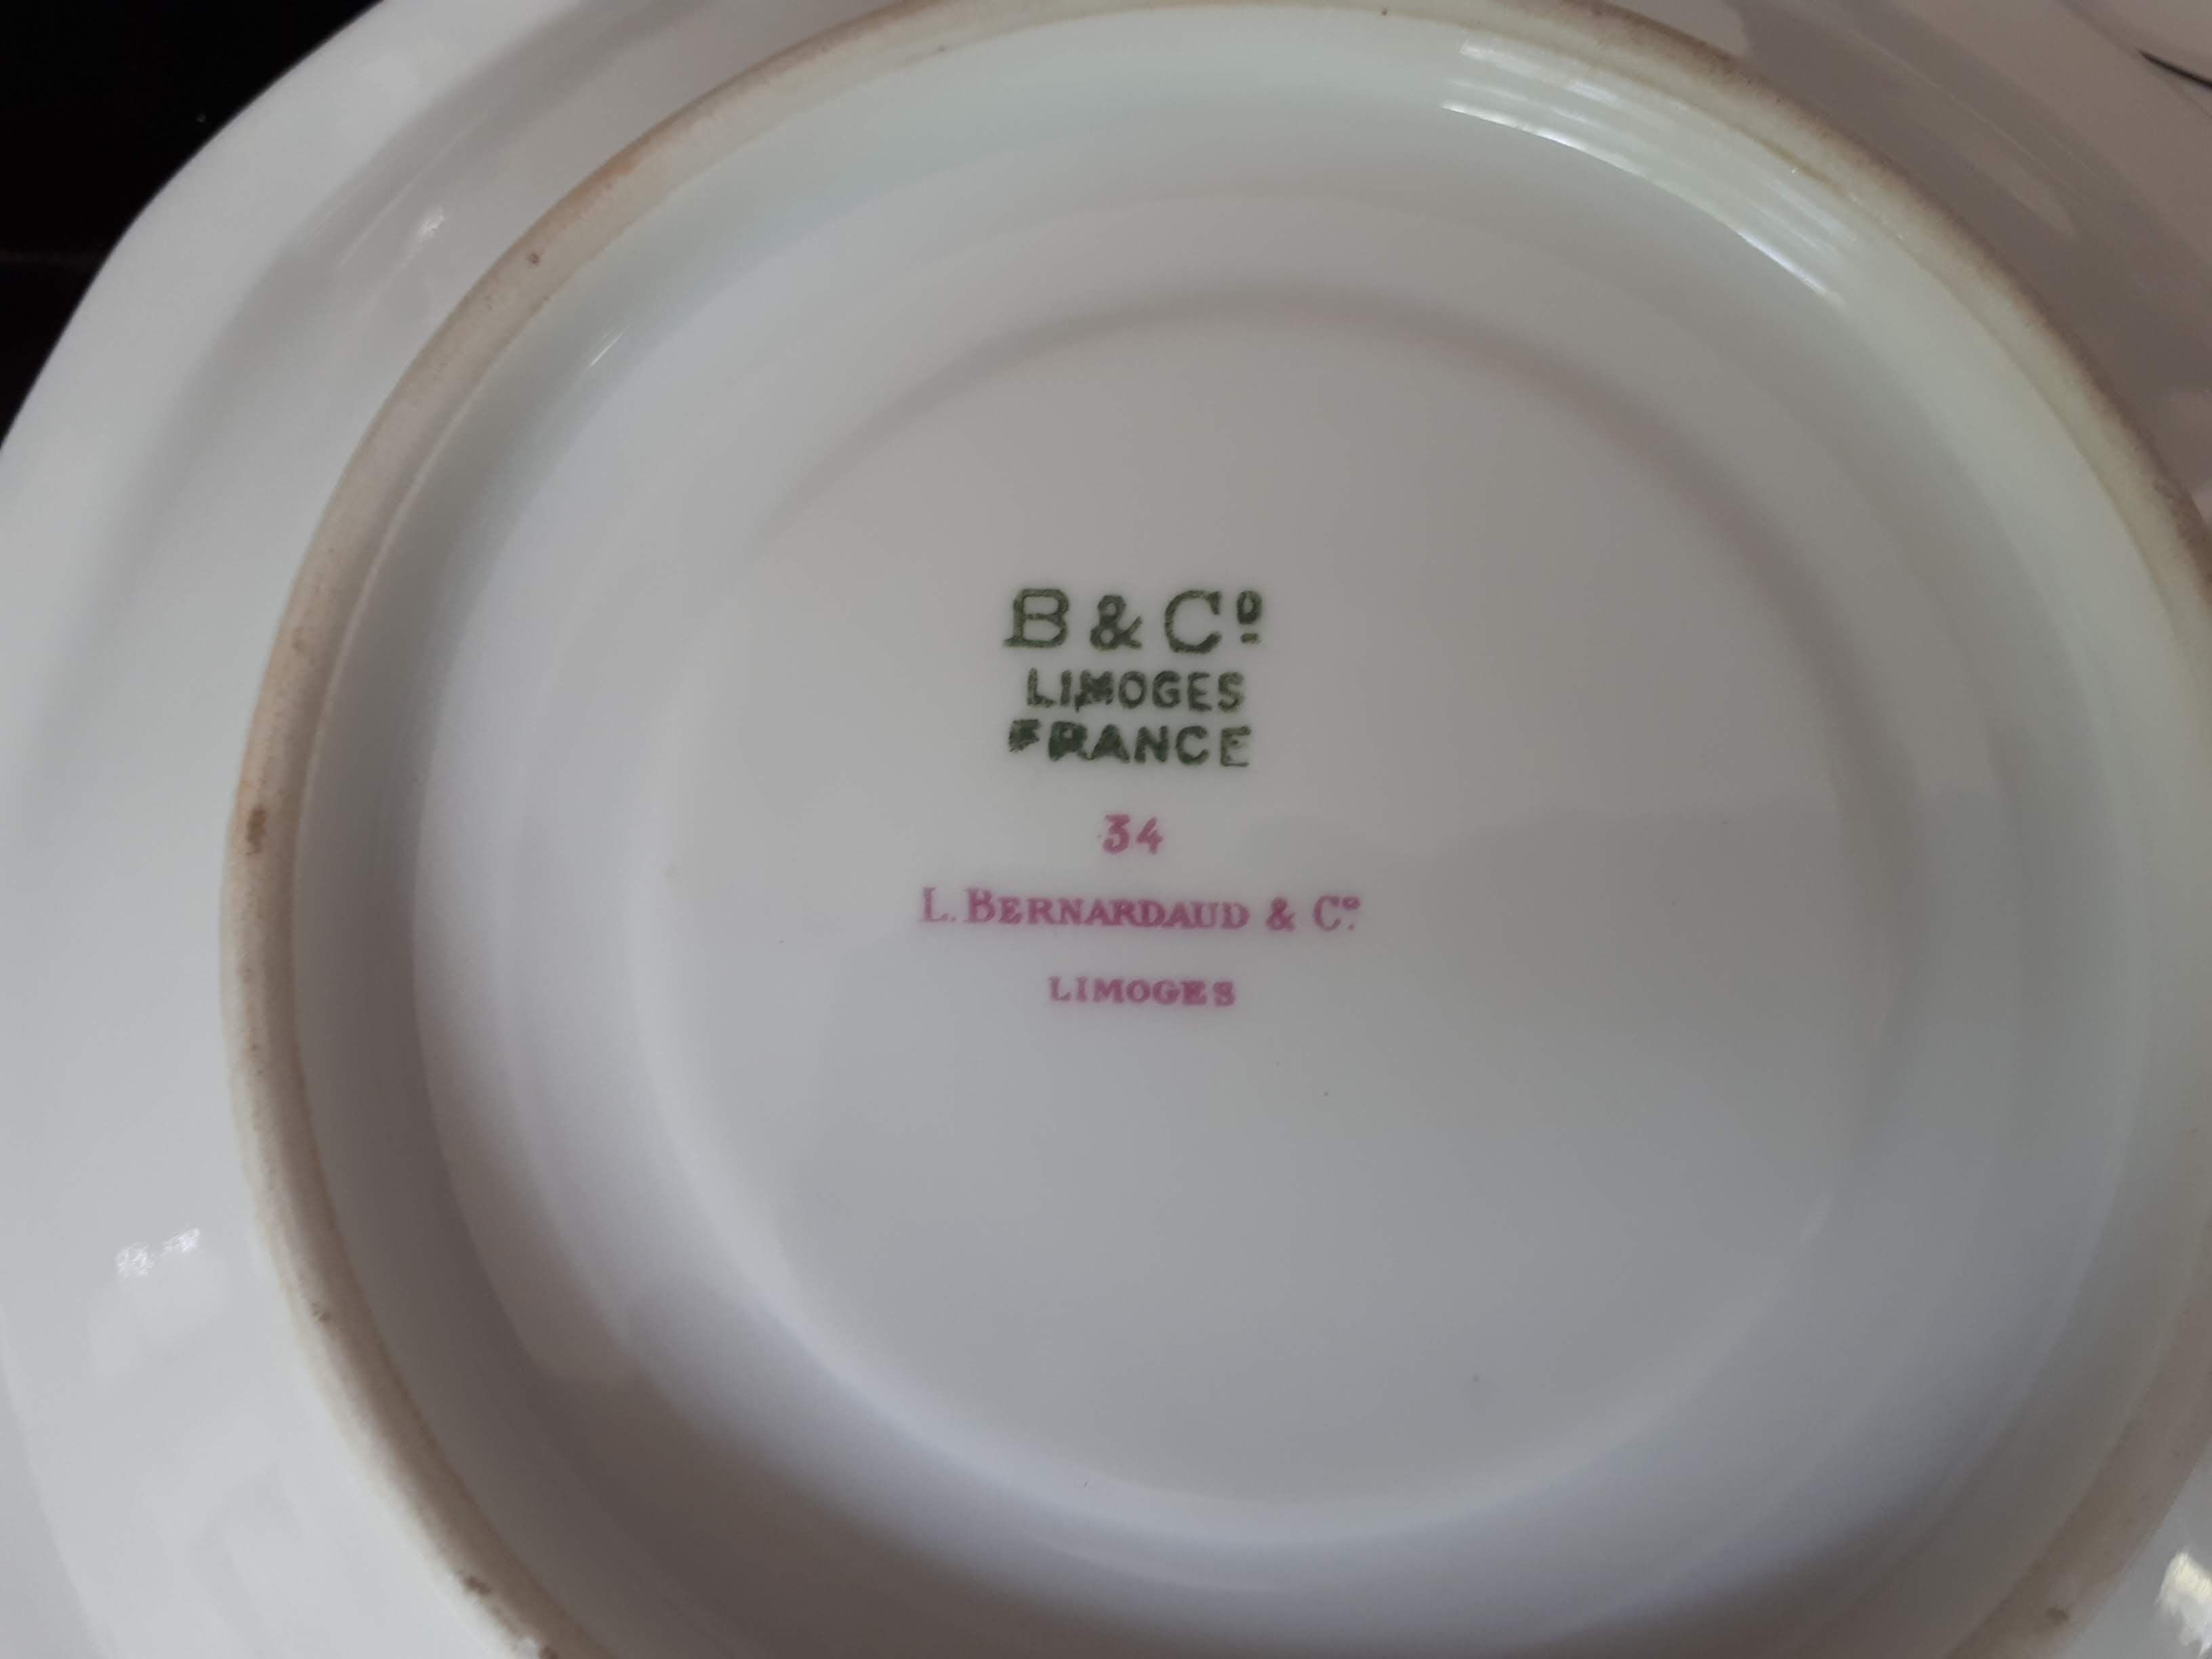 B & Cº
LIMOGES
FRANCE
34
L. BERNARDAUD & Cº
LIMOGES